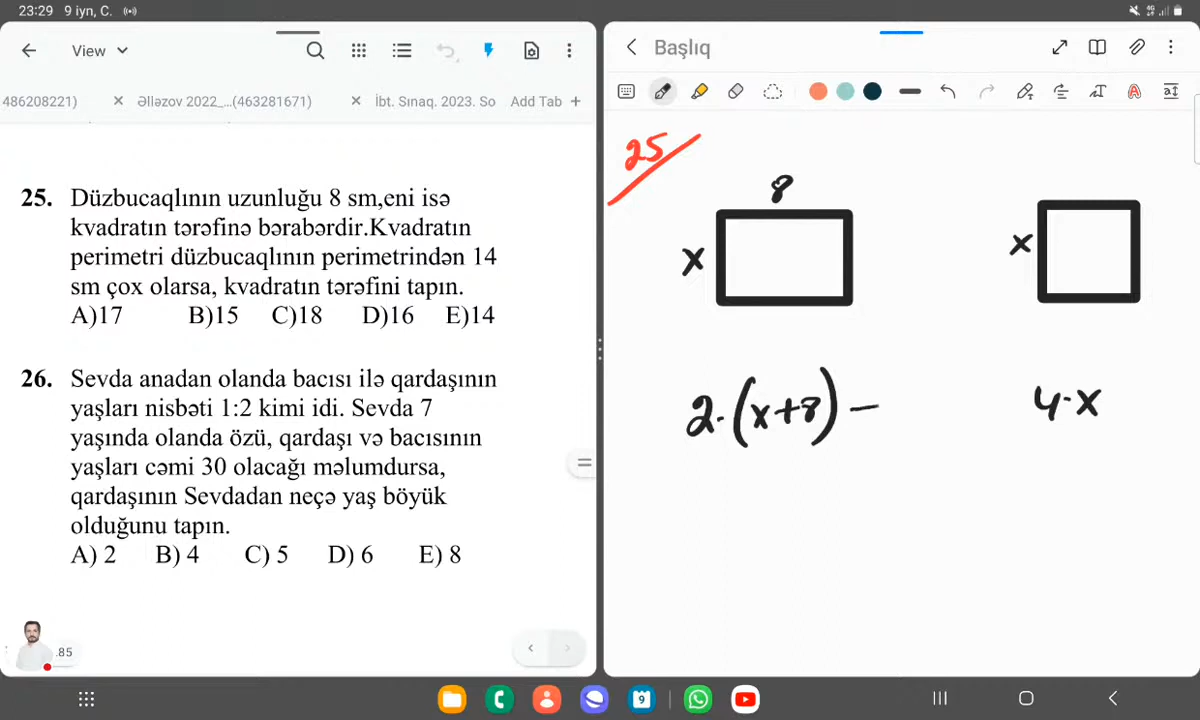 23:29 9 iyn, C.
View
486208221)
Əlləzov 2022_...(463281671)
İbt. Sınaq. 2023. So
Add Tab +
25. Düzbucaqlının uzunluğu 8 sm,eni isə
kvadratın tərəfinə bərabərdir.Kvadratın
perimetri düzbucaqlının perimetrindən 14
sm çox olarsa, kvadratın tərəfini tapın.
A)17 B)15 C)18 D)16 E)14
26. Sevda anadan olanda bacısı ilə qardaşının
yaşları nisbəti 1:2 kimi idi. Sevda 7
yaşında olanda özü, qardaşı və bacısının
yaşları cəmi 30 olacağı məlumdursa,
qardaşının Sevdadan neçə yaş böyük
olduğunu tapın.
A) 2 B) 4 C) 5 D) 6 E) 8
.85
Başlıq
25
8
x
x
2·(x+8) −
4·x
9